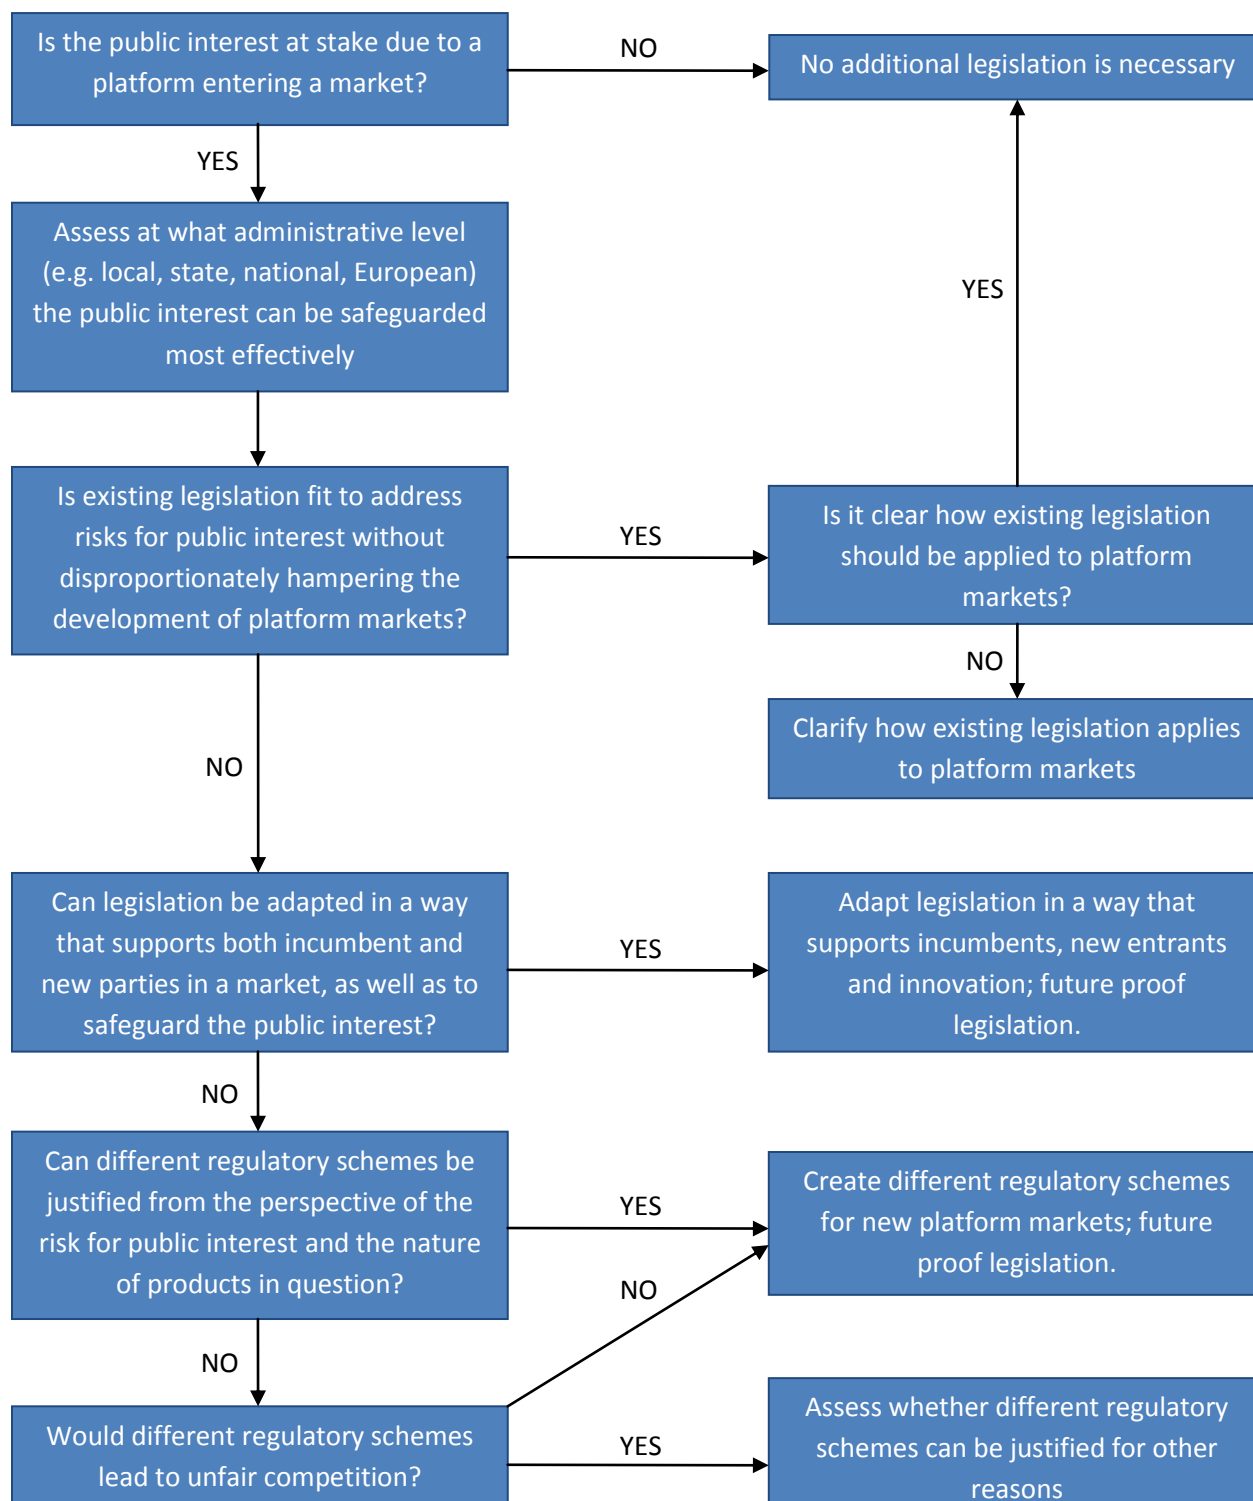 Is the public interest at stake due to a
platform entering a market?
NO
No additional legislation is necessary
YES
Assess at what administrative level
(e.g. local, state, national, European)
the public interest can be safeguarded
most effectively
YES
Is existing legislation fit to address
risks for public interest without
disproportionately hampering the
development of platform markets?
YES
Is it clear how existing legislation
should be applied to platform
markets?
NO
Clarify how existing legislation applies
to platform markets
NO
Can legislation be adapted in a way
that supports both incumbent and
new parties in a market, as well as to
safeguard the public interest?
YES
Adapt legislation in a way that
supports incumbents, new entrants
and innovation; future proof
legislation.
NO
Can different regulatory schemes be
justified from the perspective of the
risk for public interest and the nature
of products in question?
YES
Create different regulatory schemes
for new platform markets; future
proof legislation.
NO
NO
Would different regulatory schemes
lead to unfair competition?
YES
Assess whether different regulatory
schemes can be justified for other
reasons